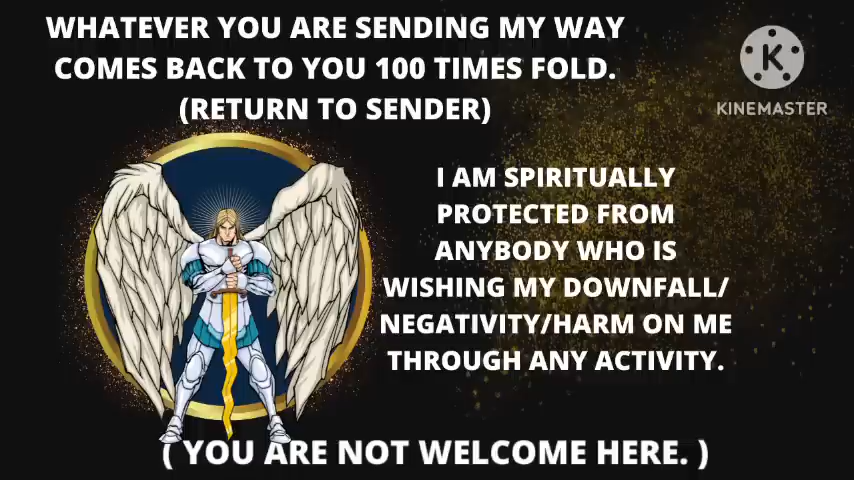 WHATEVER YOU ARE SENDING MY WAY
COMES BACK TO YOU 100 TIMES FOLD.
(RETURN TO SENDER)
K
KINEMASTER
I AM SPIRITUALLY
PROTECTED FROM
ANYBODY WHO IS
WISHING MY DOWNFALL/
NEGATIVITY/HARM ON ME
THROUGH ANY ACTIVITY.
( YOU ARE NOT WELCOME HERE. )